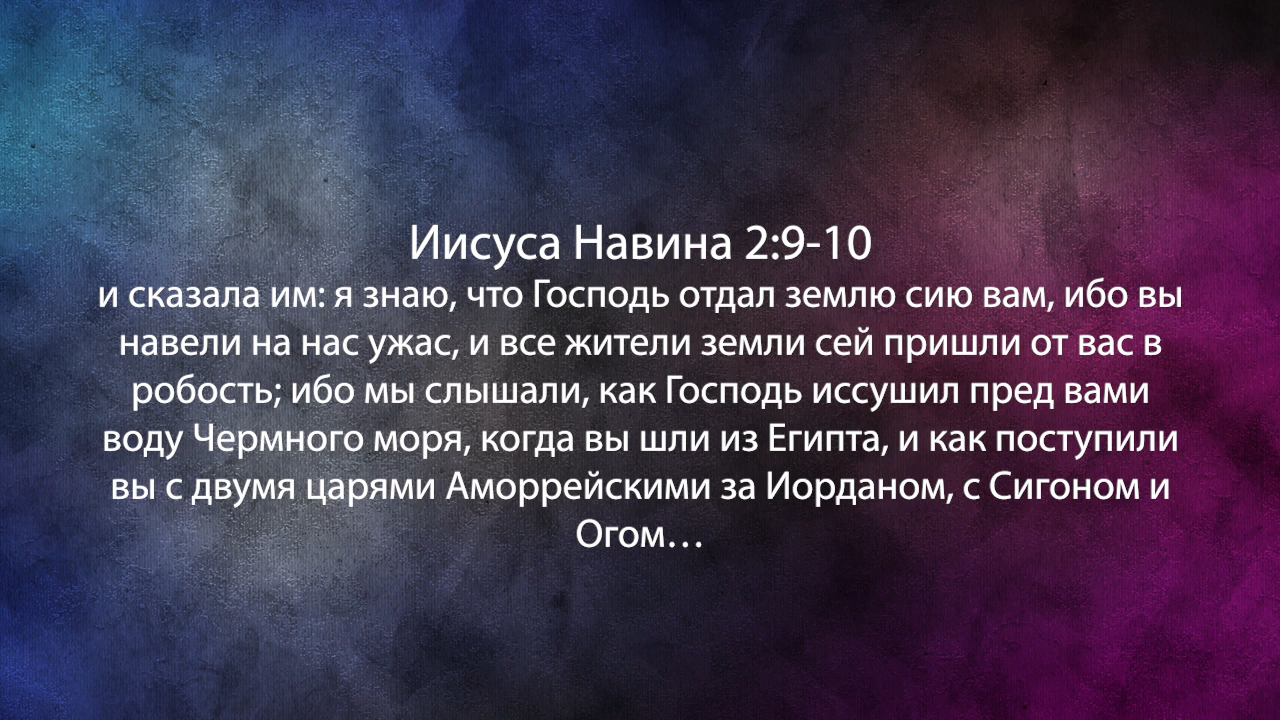 Иисуса Навина 2:9-10
и сказала им: я знаю, что Господь отдал землю сию вам, ибо вы
навели на нас ужас, и все жители земли сей пришли от вас в
робость; ибо мы слышали, как Господь иссушил пред вами
воду Чермного моря, когда вы шли из Египта, и как поступили
вы с двумя царями Аморрейскими за Иорданом, с Сигоном и
Огом…